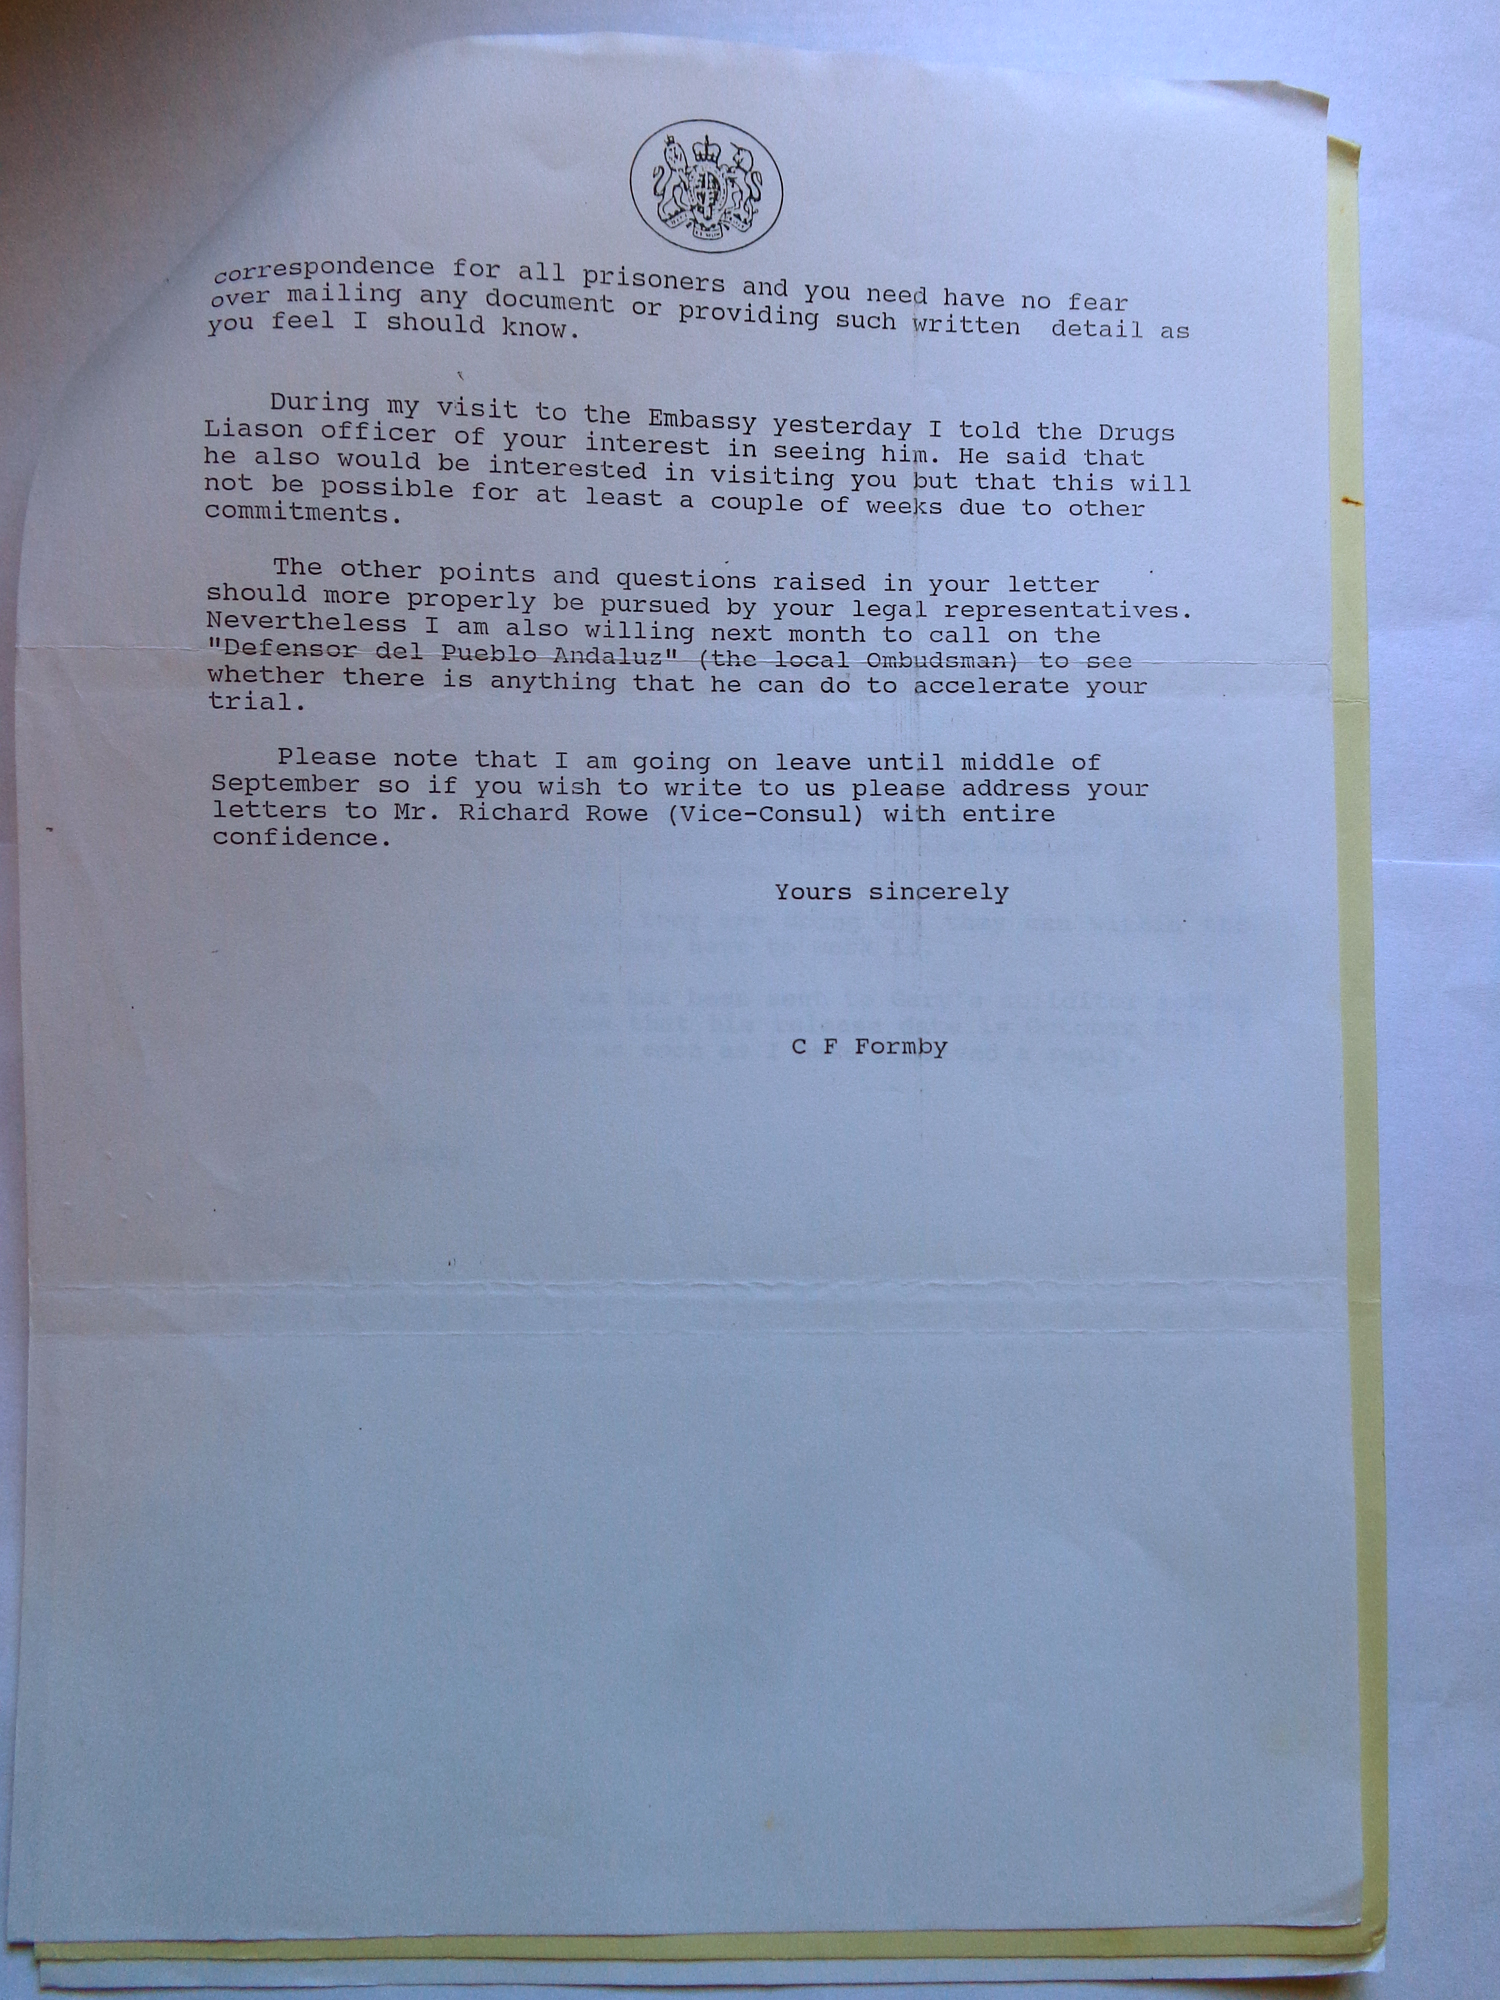 correspondence for all prisoners and you need have no fear
over mailing any document or providing such written detail as
you feel I should know.
During my visit to the Embassy yesterday I told the Drugs
Liason officer of your interest in seeing him. He said that
he also would be interested in visiting you but that this will
not be possible for at least a couple of weeks due to other
commitments.
The other points and questions raised in your letter
should more properly be pursued by your legal representatives.
Nevertheless I am also willing next month to call on the
"Defensor del Pueblo Andaluz" (the local Ombudsman) to see
whether there is anything that he can do to accelerate your
trial.
Please note that I am going on leave until middle of
September so if you wish to write to us please address your
letters to Mr. Richard Rowe (Vice-Consul) with entire
confidence.
Yours sincerely
C F Formby